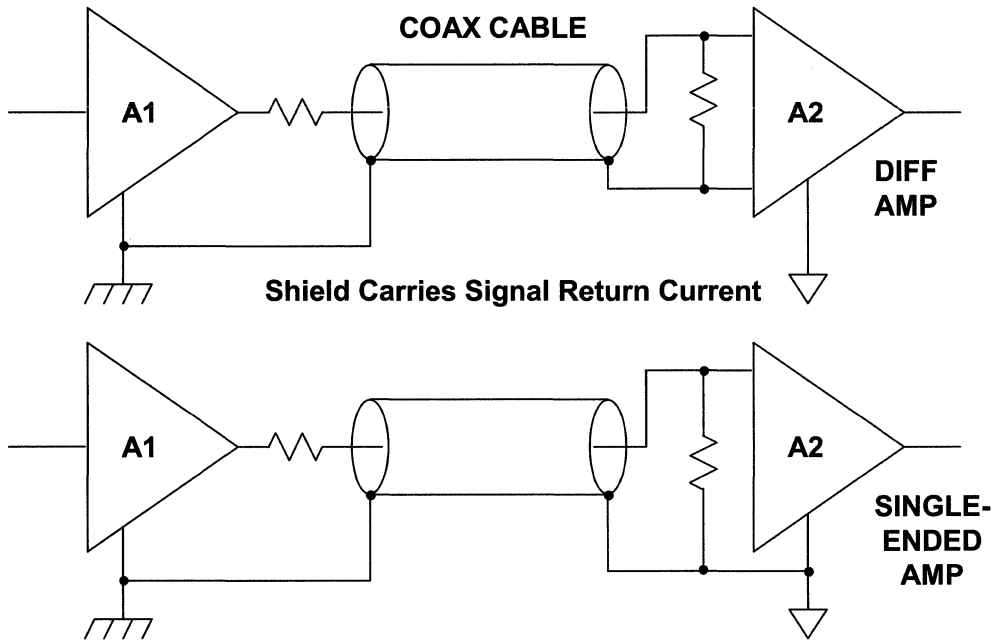 COAX CABLE
A1
A2
DIFF
AMP
Shield Carries Signal Return Current
A1
A2
SINGLE-
ENDED
AMP